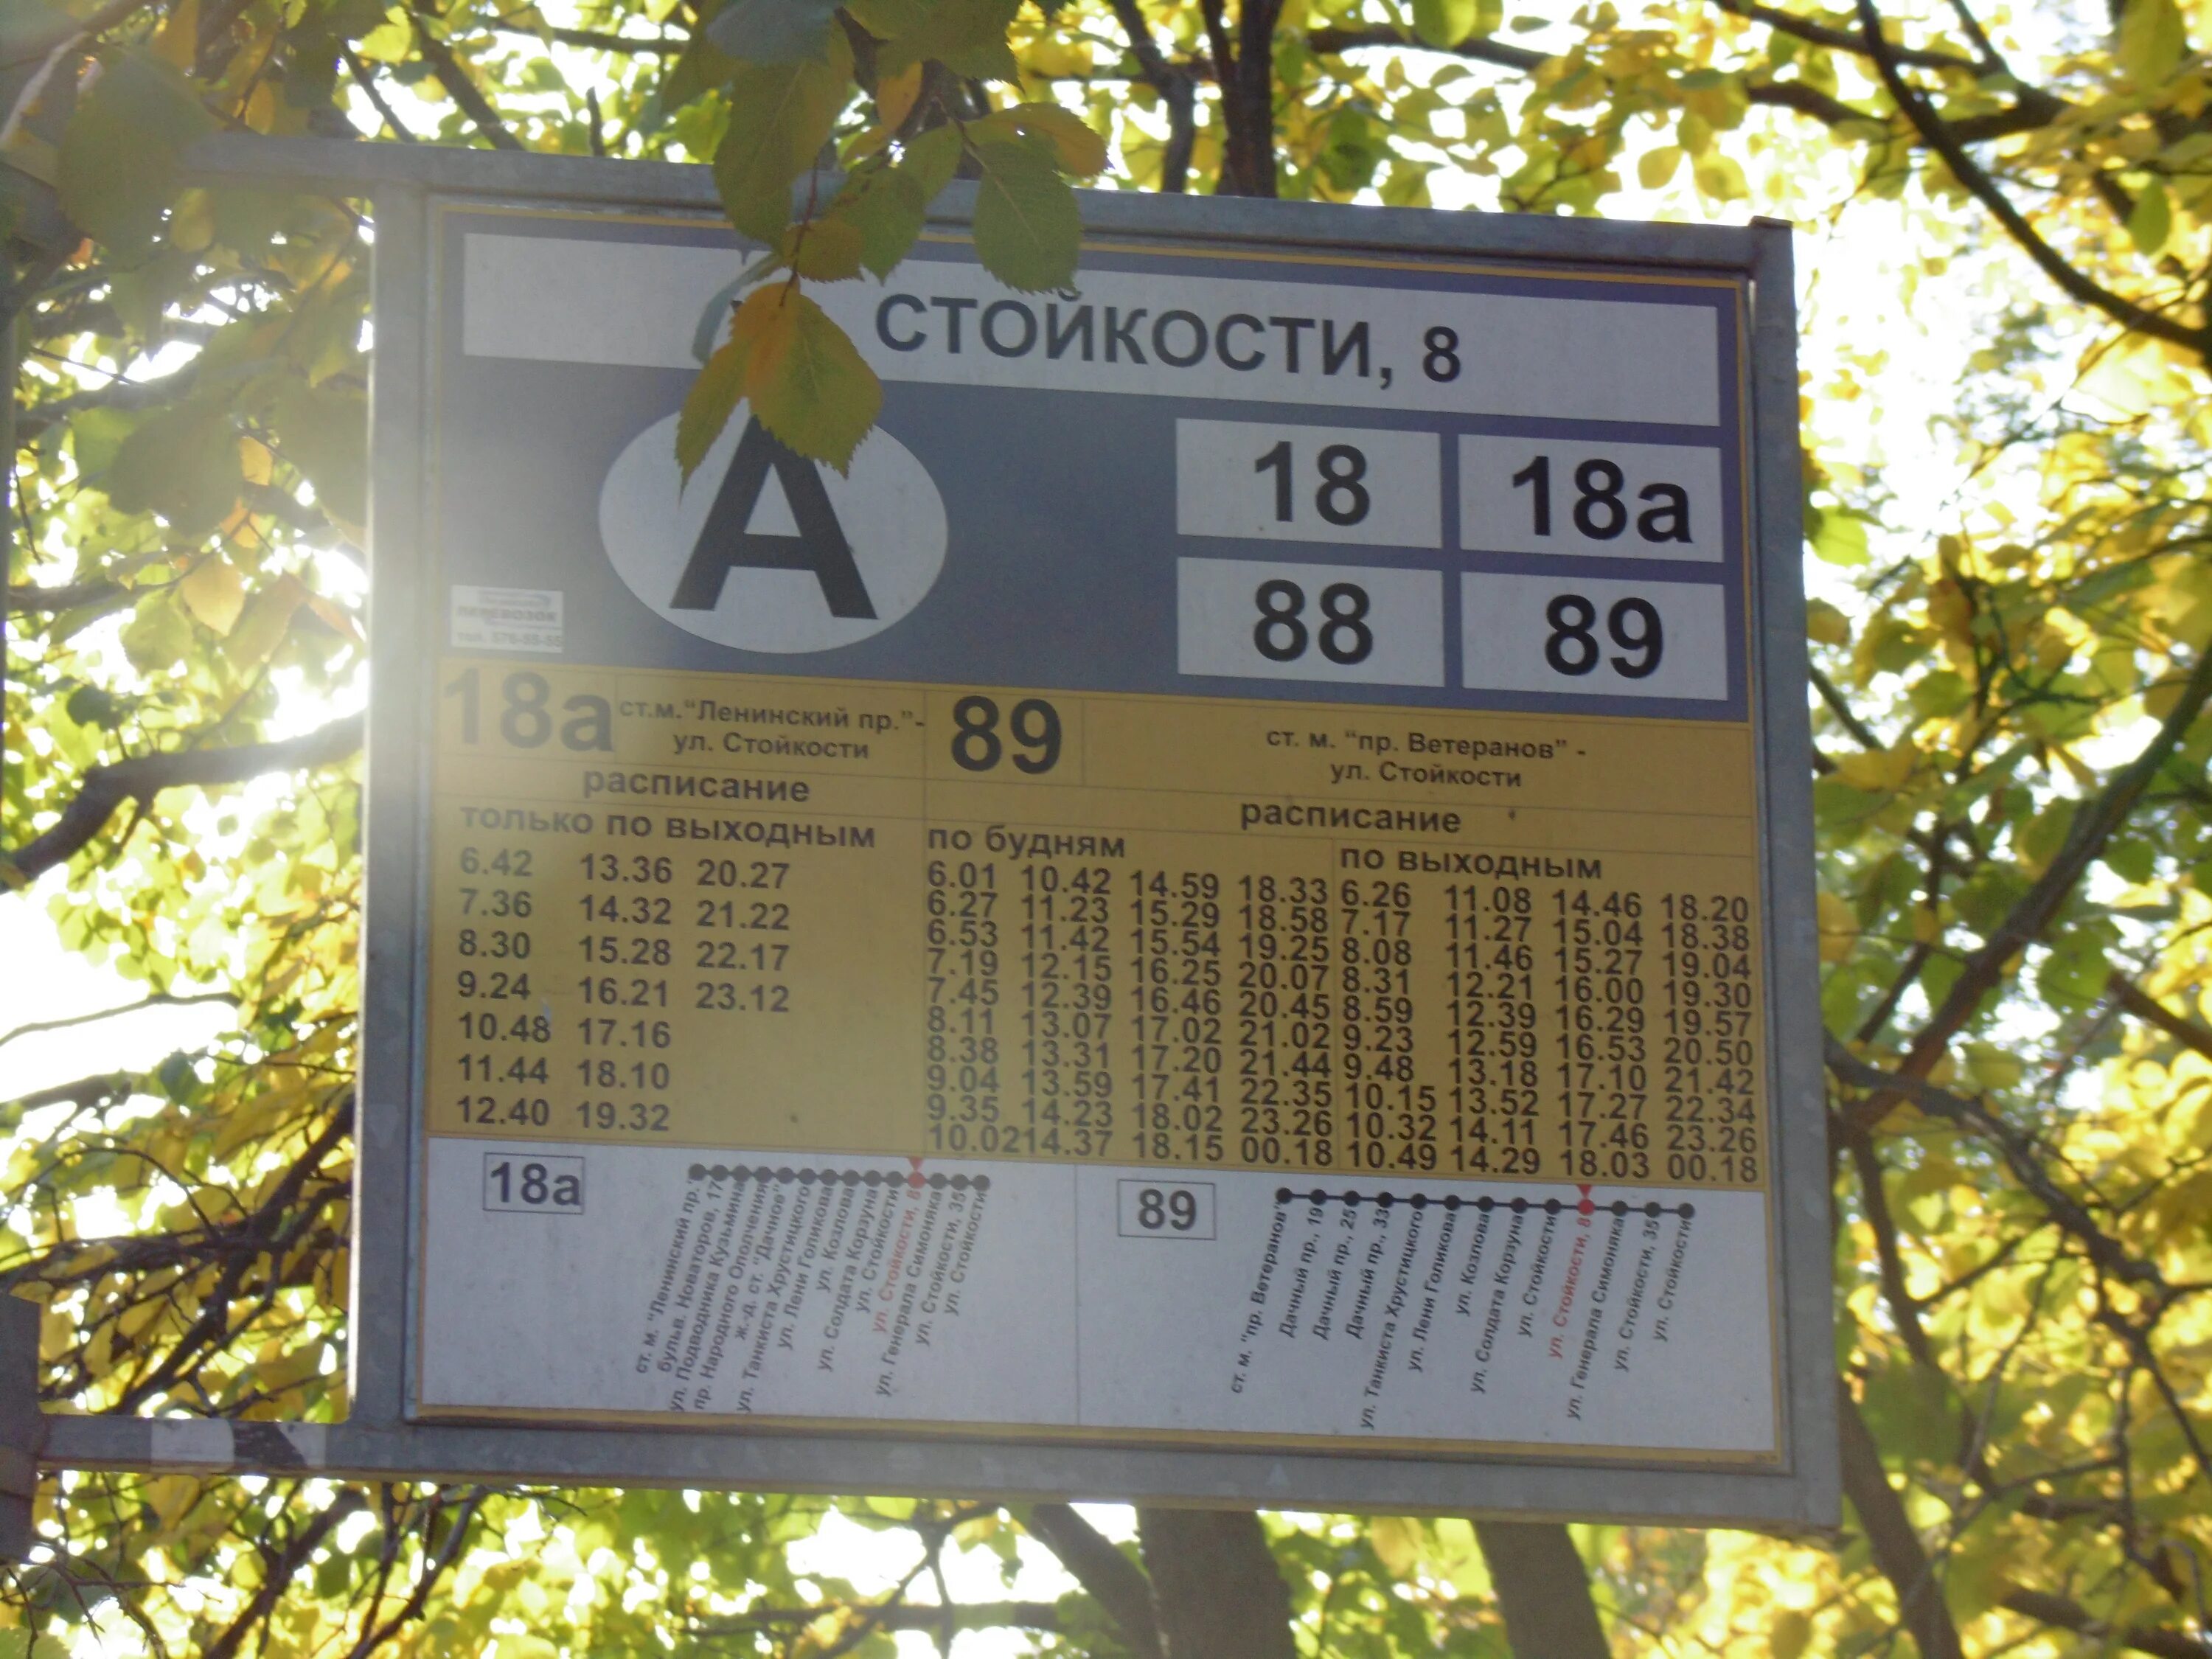 СТОЙКОСТИ, 8
А
18 18а
88 89
ПЕРЕВОЗОК
18а ст.м."Ленинский пр."-
ул. Стойкости
89 ст. м. "пр. Ветеранов" -
ул. Стойкости
расписание
только по выходным
6.42 13.36 20.27
7.36 14.32 21.22
8.30 15.28 22.17
9.24 16.21 23.12
10.48 17.16
11.44 18.10
12.40 19.32
расписание
по будням
6.01 10.42 14.59 18.33
6.27 11.23 15.29 18.58
6.53 11.42 15.54 19.25
7.19 12.15 16.25 20.07
7.45 12.39 16.46 20.45
8.11 13.07 17.02 21.02
8.38 13.31 17.20 21.44
9.04 13.59 17.41 22.35
9.35 14.23 18.02 23.26
10.02 14.37 18.15 00.18
по выходным
6.26 11.08 14.46 18.20
7.17 11.27 15.04 18.38
8.08 11.46 15.27 19.04
8.31 12.21 16.00 19.30
8.59 12.39 16.29 19.57
9.23 12.59 16.53 20.50
9.48 13.18 17.10 21.42
10.15 13.52 17.27 22.34
10.32 14.11 17.46 23.26
10.49 14.29 18.03 00.18
18а
ст. м. "Ленинский пр."
бульв. Новаторов, 17
ул. Подводника Кузьмина
пр. Народного Ополчения
ж.-д. ст. "Дачное"
ул. Танкиста Хрустицкого
ул. Лени Голикова
ул. Козлова
ул. Солдата Корзуна
ул. Стойкости
ул. Стойкости, 8
ул. Генерала Симоняка
ул. Стойкости, 35
ул. Стойкости
89
ст. м. "пр. Ветеранов"
Дачный пр., 19
Дачный пр., 25
Дачный пр., 33
ул. Танкиста Хрустицкого
ул. Лени Голикова
ул. Козлова
ул. Солдата Корзуна
ул. Стойкости
ул. Стойкости, 8
ул. Генерала Симоняка
ул. Стойкости, 35
ул. Стойкости